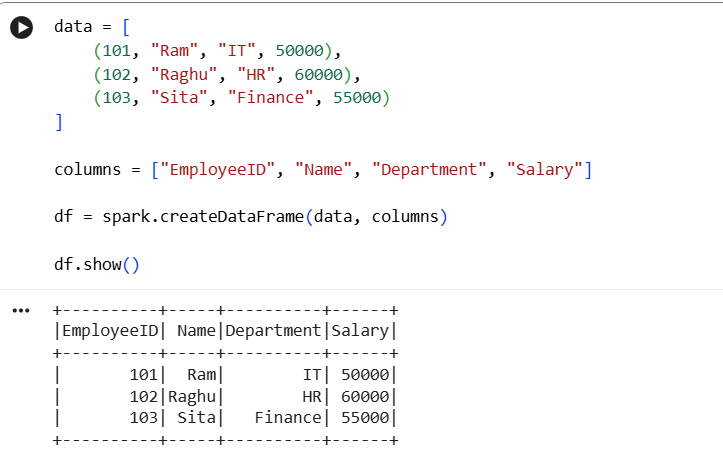 data = [
    (101, "Ram", "IT", 50000),
    (102, "Raghu", "HR", 60000),
    (103, "Sita", "Finance", 55000)
]
columns = ["EmployeeID", "Name", "Department", "Salary"]
df = spark.createDataFrame(data, columns)
df.show()
+----------+-----+----------+------+
|EmployeeID| Name|Department|Salary|
+----------+-----+----------+------+
|       101|  Ram|        IT| 50000|
|       102|Raghu|        HR| 60000|
|       103| Sita|   Finance| 55000|
+----------+-----+----------+------+